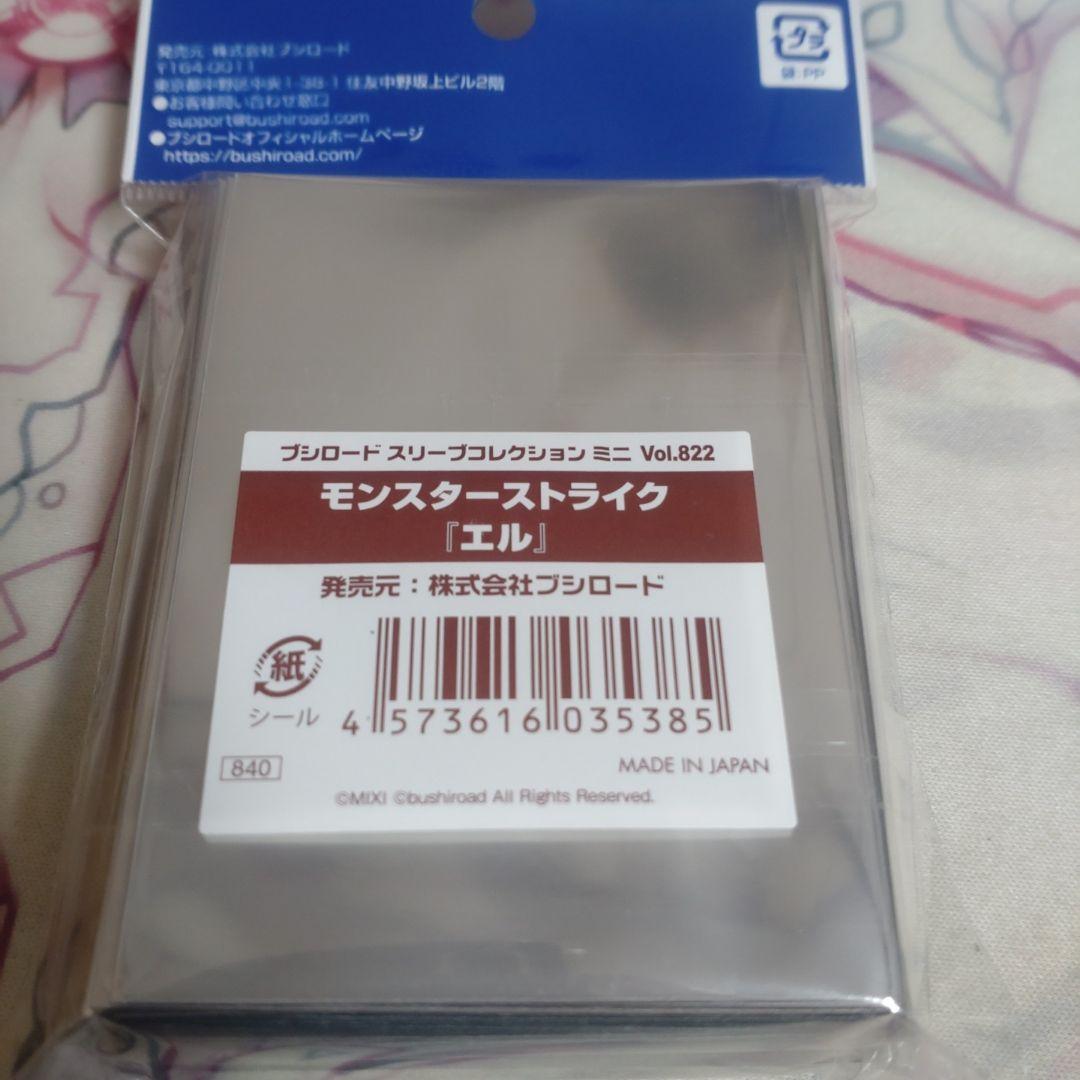 発売元：株式会社ブシロード
〒164-0011
東京都中野区中央1-38-1 住友中野坂上ビル2階
●お客様問い合わせ窓口
support@bushiroad.com
●ブシロードオフィシャルホームページ
https://bushiroad.com/
プラ
袋:PP
ブシロード スリーブコレクション ミニ Vol.822
モンスターストライク
『エル』
発売元：株式会社ブシロード
紙
シール
4 573616 035385
840
MADE IN JAPAN
©MIXI ©bushiroad All Rights Reserved.